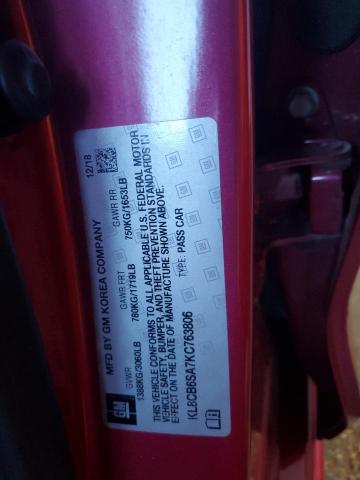 MFD BY GM KOREA COMPANY 12/18
GVWR GAWR FRT GAWR RR
1388KG/3060LB 780KG/1719LB 750KG/1653LB
THIS VEHICLE CONFORMS TO ALL APPLICABLE U.S. FEDERAL MOTOR
VEHICLE SAFETY, BUMPER, AND THEFT PREVENTION STANDARDS IN
EFFECT ON THE DATE OF MANUFACTURE SHOWN ABOVE.
TYPE: PASS CAR
KL8CB6SA7KC763806
GM